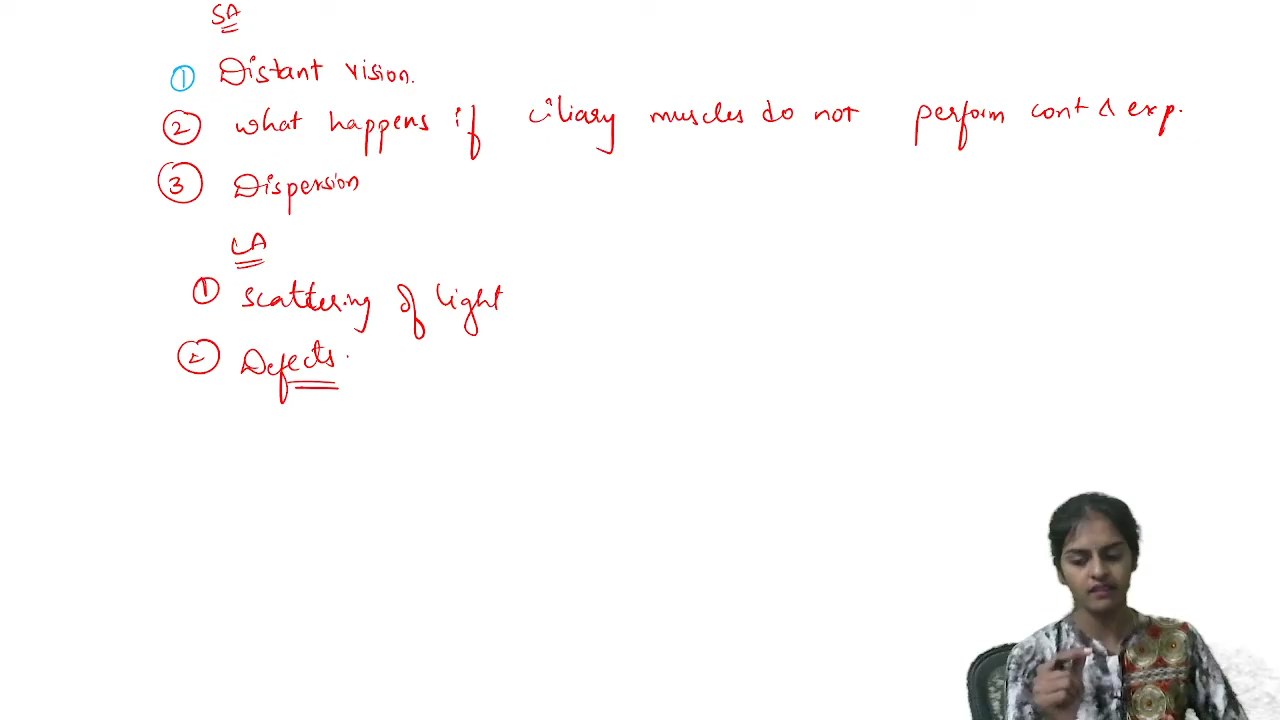 SA
① Distant vision.
② what happens if ciliary muscles do not perform cont & exp.
③ Dispersion
LA
① scattering of light
② Defects.